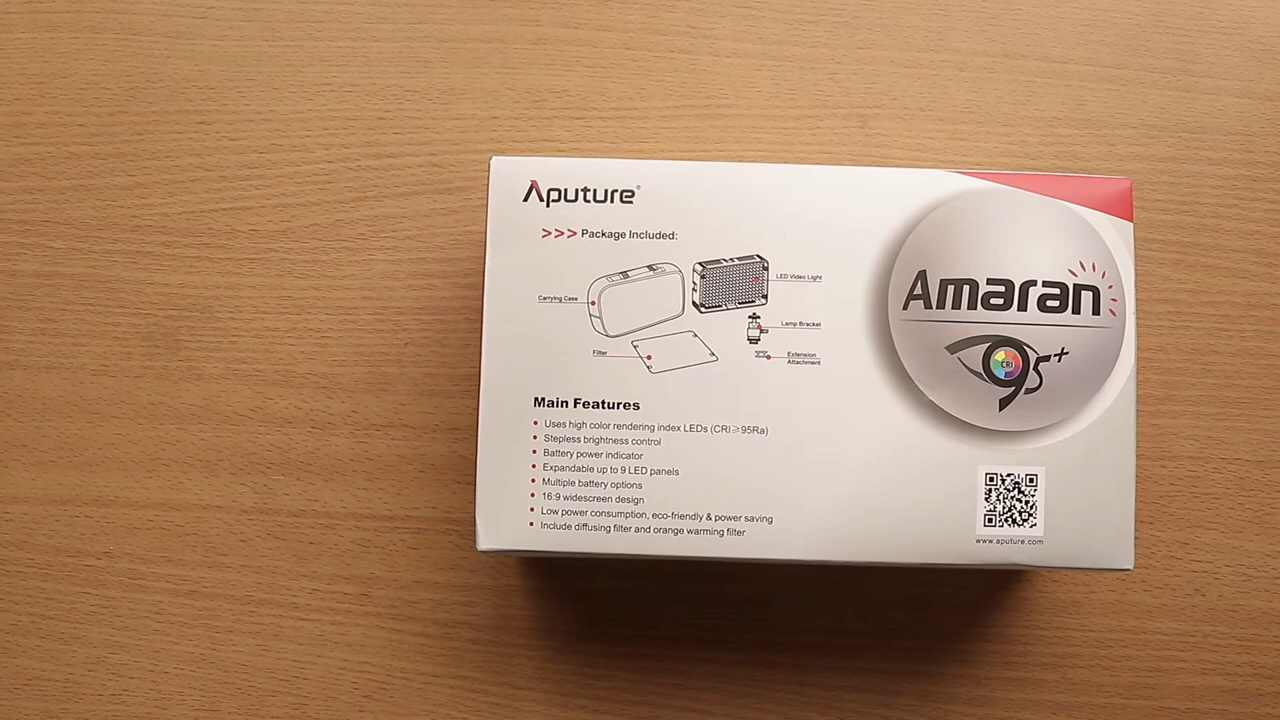 Aputure®
>>> Package Included:
LED Video Light
Carrying Case
Lamp Bracket
Filter
Extension
Attachment
Main Features
• Uses high color rendering index LEDs (CRI≥95Ra)
• Stepless brightness control
• Battery power indicator
• Expandable up to 9 LED panels
• Multiple battery options
• 16:9 widescreen design
• Low power consumption, eco-friendly & power saving
• Include diffusing filter and orange warming filter
Amaran
CRI
95+
www.aputure.com